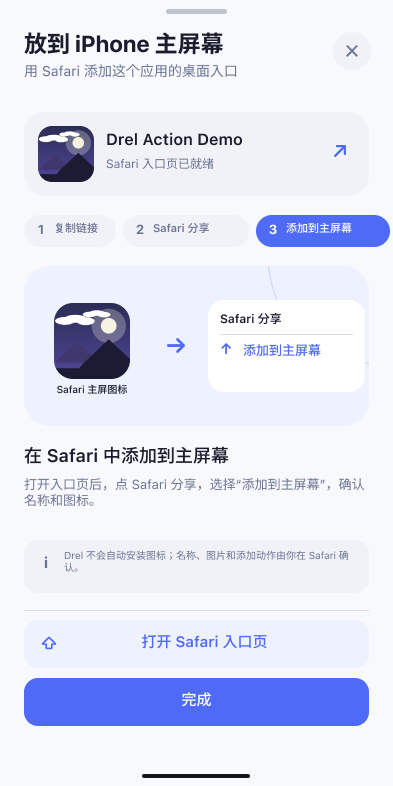 放到 iPhone 主屏幕
用 Safari 添加这个应用的桌面入口
Drel Action Demo
Safari 入口页已就绪
1 复制链接
2 Safari 分享
3 添加到主屏幕
Safari 主屏图标
Safari 分享
添加到主屏幕
在 Safari 中添加到主屏幕
打开入口页后，点 Safari 分享，选择“添加到主屏幕”，确认
名称和图标。
i
Drel 不会自动安装图标；名称、图片和添加动作由你在 Safari 确
认。
打开 Safari 入口页
完成